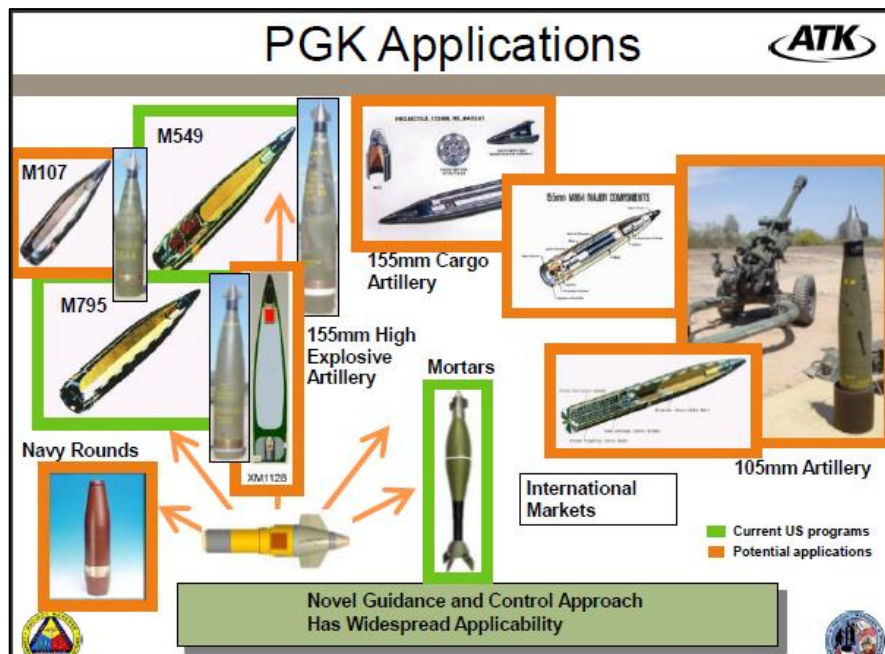 PGK Applications
ATK
M549
M107
M795
155mm Cargo
Artillery
155mm M864 MAJOR COMPONENTS
155mm High
Explosive
Artillery
Mortars
Navy Rounds
XM1128
105mm Artillery
International
Markets
Current US programs
Potential applications
Novel Guidance and Control Approach
Has Widespread Applicability